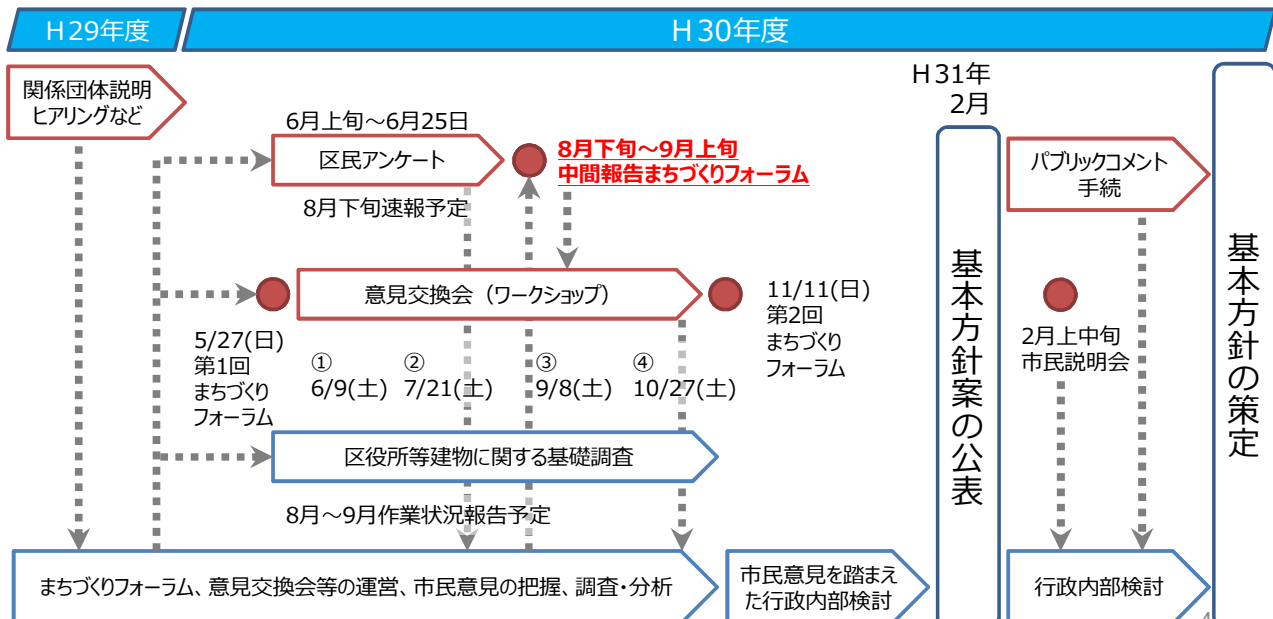 H29年度
H30年度
関係団体説明
ヒアリングなど
H31年
2月
6月上旬～6月25日
区民アンケート
8月下旬～9月上旬
中間報告まちづくりフォーラム
パブリックコメント
手続
8月下旬速報予定
意見交換会（ワークショップ）
5/27(日)
第1回
まちづくり
フォーラム
①
6/9(土)
②
7/21(土)
③
9/8(土)
④
10/27(土)
11/11(日)
第2回
まちづくり
フォーラム
2月上中旬
市民説明会
基本方針案の公表
基本方針の策定
区役所等建物に関する基礎調査
8月～9月作業状況報告予定
まちづくりフォーラム、意見交換会等の運営、市民意見の把握、調査・分析
市民意見を踏まえ
た行政内部検討
行政内部検討